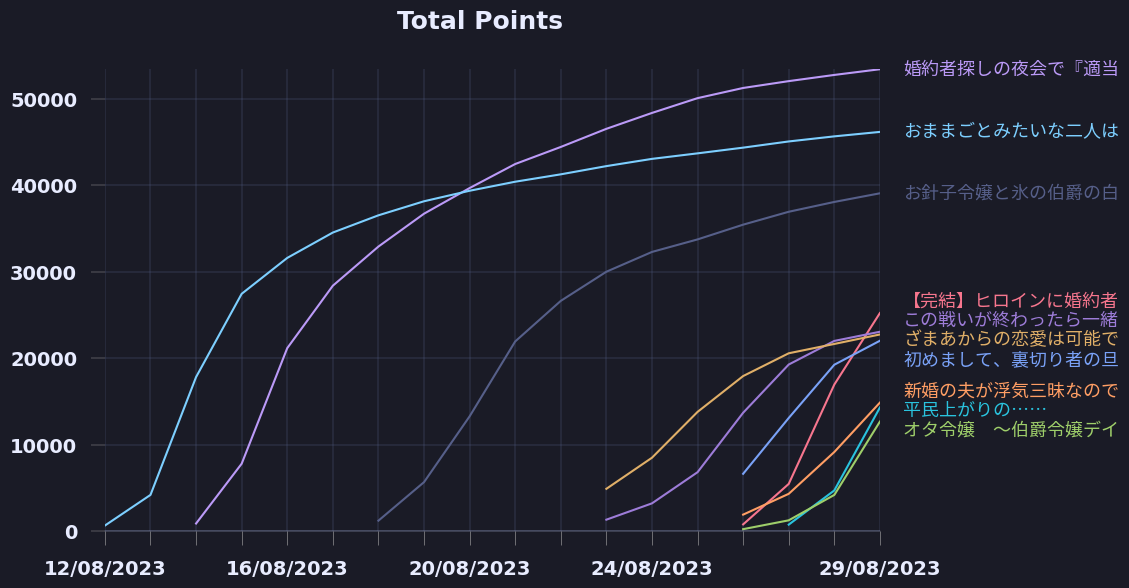 Total Points
50000
40000
30000
20000
10000
0
12/08/2023
16/08/2023
20/08/2023
24/08/2023
29/08/2023
婚約者探しの夜会で『適当
おままごとみたいな二人は
お針子令嬢と氷の伯爵の白
【完結】ヒロインに婚約者
この戦いが終わったら一緒
ざまあからの恋愛は可能で
初めまして、裏切り者の旦
新婚の夫が浮気三昧なので
平民上がりの……
オタ令嬢　～伯爵令嬢デイ